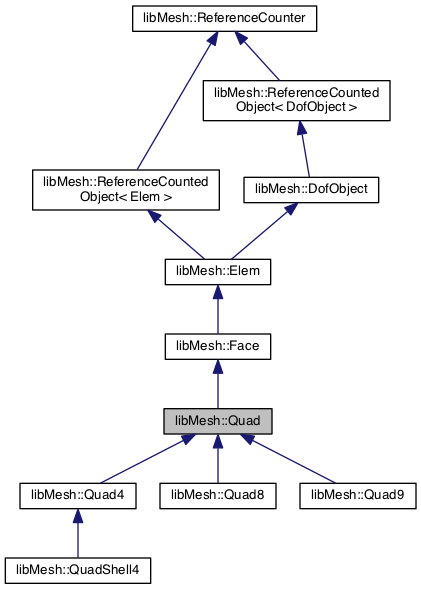 libMesh::ReferenceCounter
libMesh::ReferenceCounted
Object< DofObject >
libMesh::ReferenceCounted
Object< Elem >
libMesh::DofObject
libMesh::Elem
libMesh::Face
libMesh::Quad
libMesh::Quad4
libMesh::Quad8
libMesh::Quad9
libMesh::QuadShell4